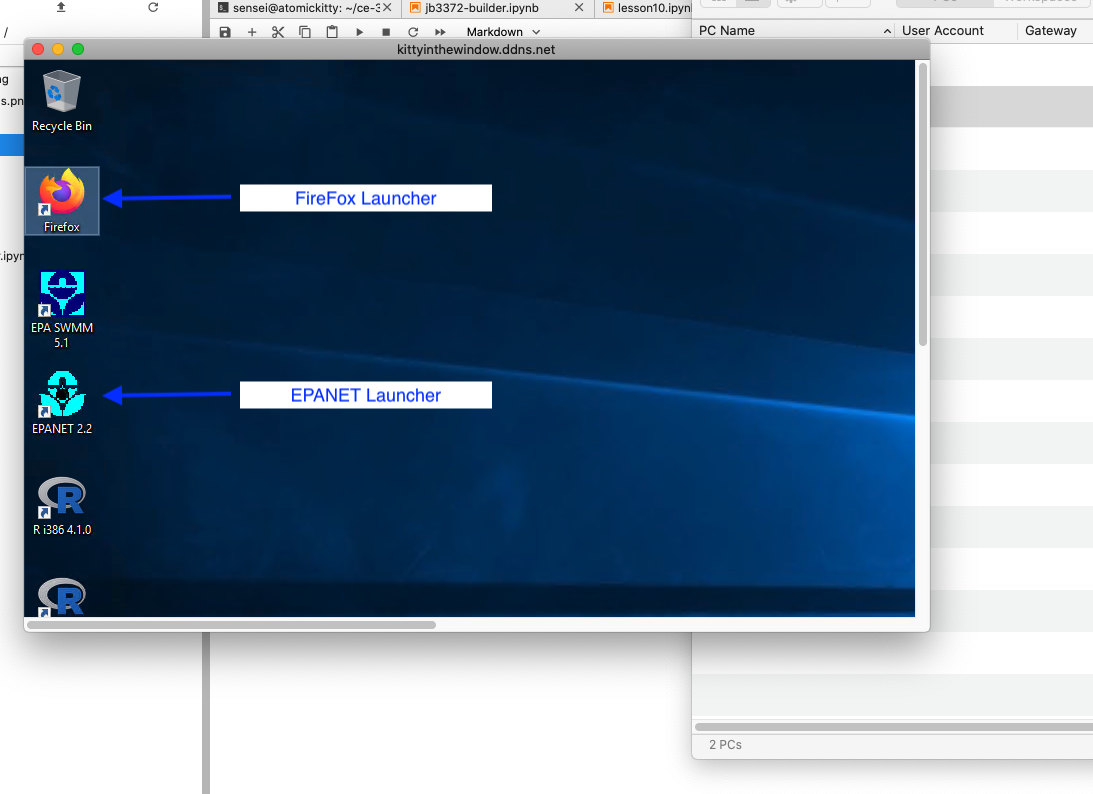 sensei@atomickitty: ~/ce-3
jb3372-builder.ipynb
lesson10.ipyn
/
Markdown
PC Name
User Account
Gateway
kittyinthewindow.ddns.net
ng
s.pn
Recycle Bin
FireFox Launcher
Firefox
.ipyn
EPA SWMM
5.1
EPANET Launcher
EPANET 2.2
R i386 4.1.0
2 PCs